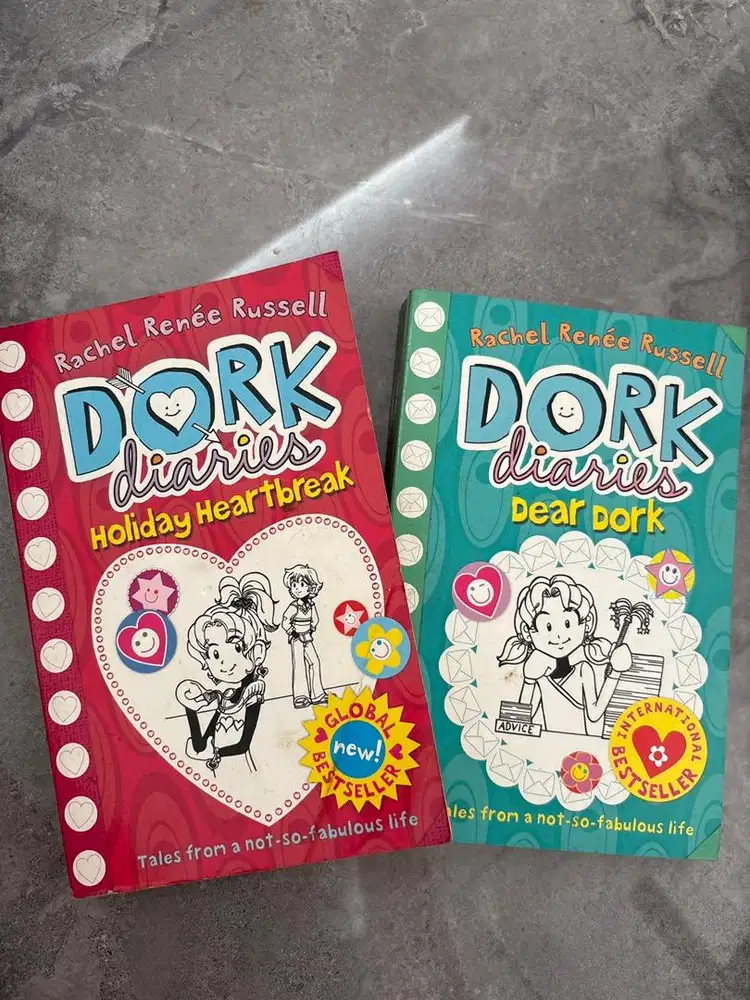 Rachel Renée Russell
DORK
diaries
Holiday Heartbreak
GLOBAL
new!
BESTSELLER
Tales from a not-so-fabulous life
Rachel Renée Russell
DORK
diaries
Dear Dork
ADVICE
INTERNATIONAL
BESTSELLER
ales from a not-so-fabulous life